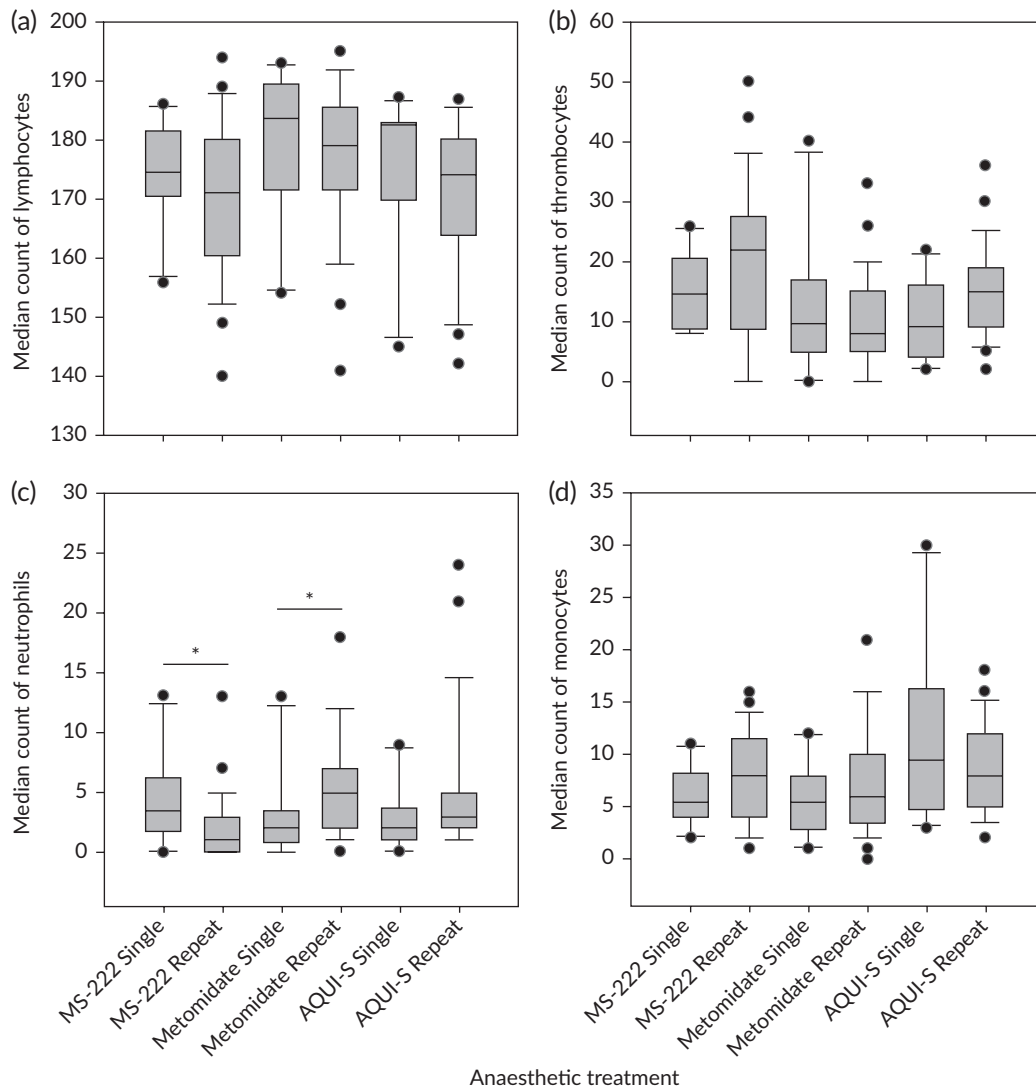 (a)
200
190
180
170
160
150
140
130
Median count of lymphocytes
(b)
60
50
40
30
20
10
0
Median count of thrombocytes
(c)
30
25
20
15
10
5
0
Median count of neutrophils
*
*
(d)
35
30
25
20
15
10
5
0
Median count of monocytes
MS-222 Single
MS-222 Repeat
Metomidate Single
Metomidate Repeat
AQUI-S Single
AQUI-S Repeat
MS-222 Single
MS-222 Repeat
Metomidate Single
Metomidate Repeat
AQUI-S Single
AQUI-S Repeat
Anaesthetic treatment